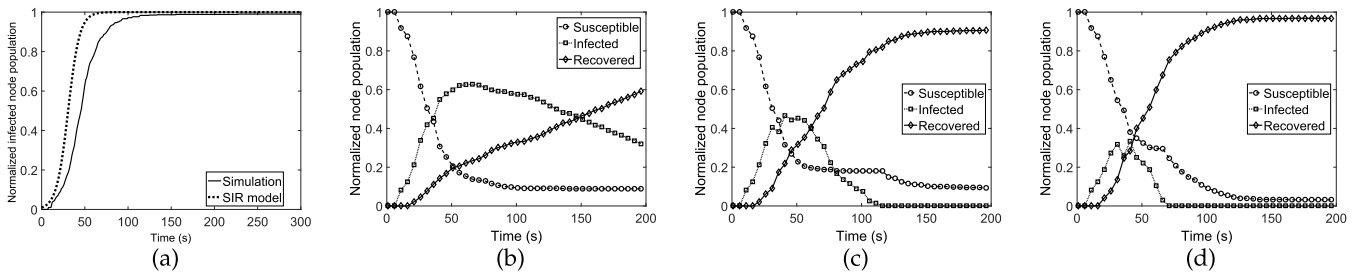 Normalized infected node population
1
0.8
0.6
0.4
0.2
0
0 50 100 150 200 250 300
Time (s)
Simulation
SIR model
(a)
Normalized node population
1
0.8
0.6
0.4
0.2
0
0 50 100 150 200
Time (s)
Susceptible
Infected
Recovered
(b)
Normalized node population
1
0.8
0.6
0.4
0.2
0
0 50 100 150 200
Time (s)
Susceptible
Infected
Recovered
(c)
Normalized node population
1
0.8
0.6
0.4
0.2
0
0 50 100 150 200
Time (s)
Susceptible
Infected
Recovered
(d)